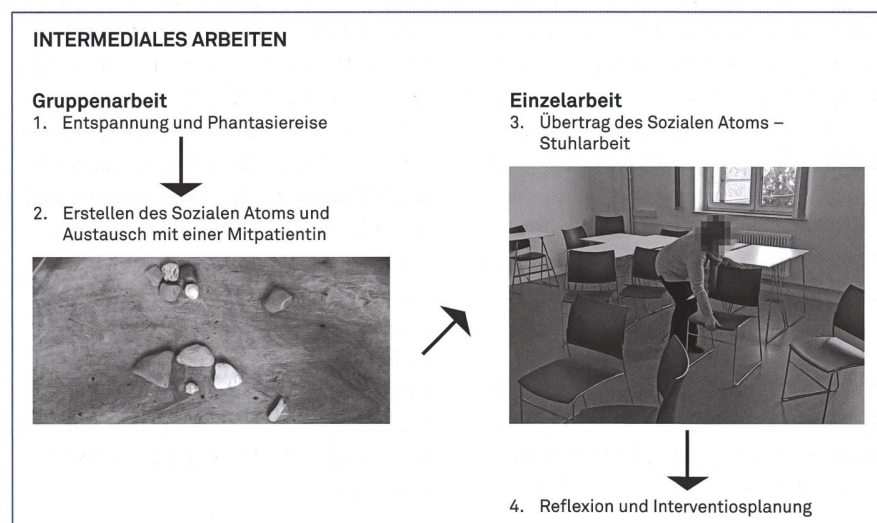 INTERMEDIALES ARBEITEN
Gruppenarbeit
1. Entspannung und Phantasiereise
2. Erstellen des Sozialen Atoms und
Austausch mit einer Mitpatientin
Einzelarbeit
3. Übertrag des Sozialen Atoms –
Stuhlarbeit
4. Reflexion und Interventiosplanung